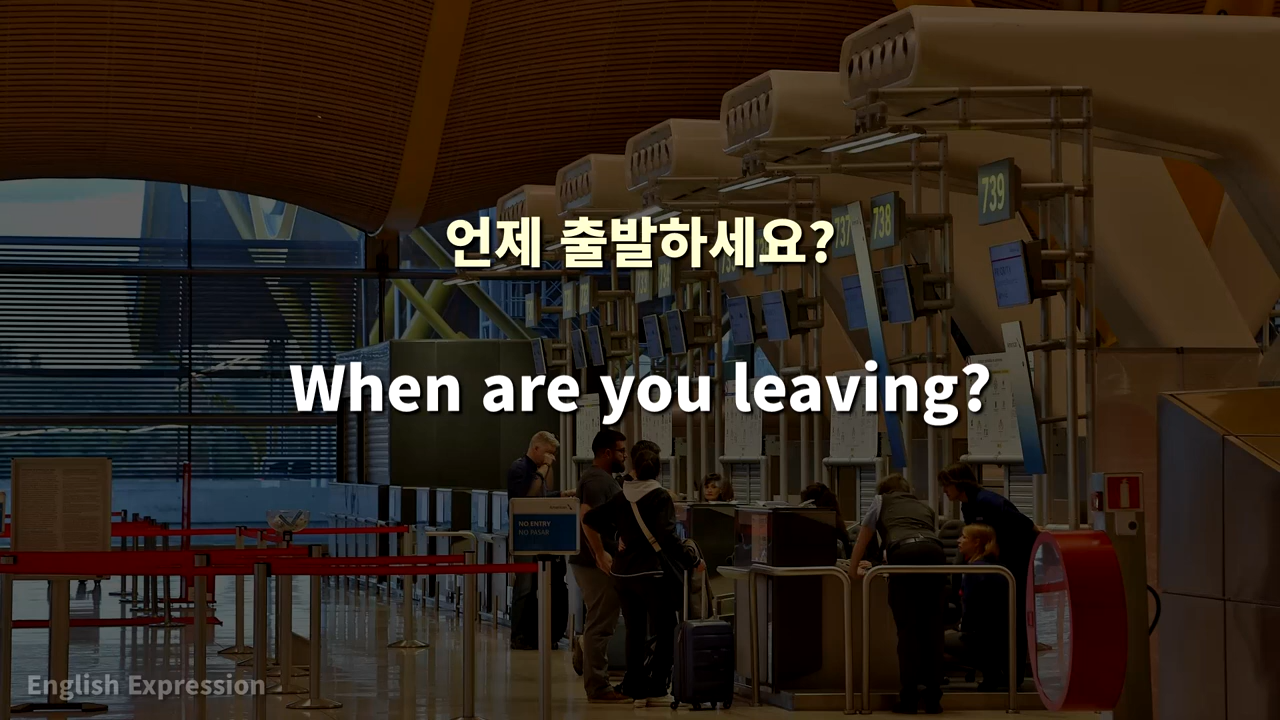 언제 출발하세요?
When are you leaving?
739
738
737
NO ENTRY
NO PASAR
English Expression